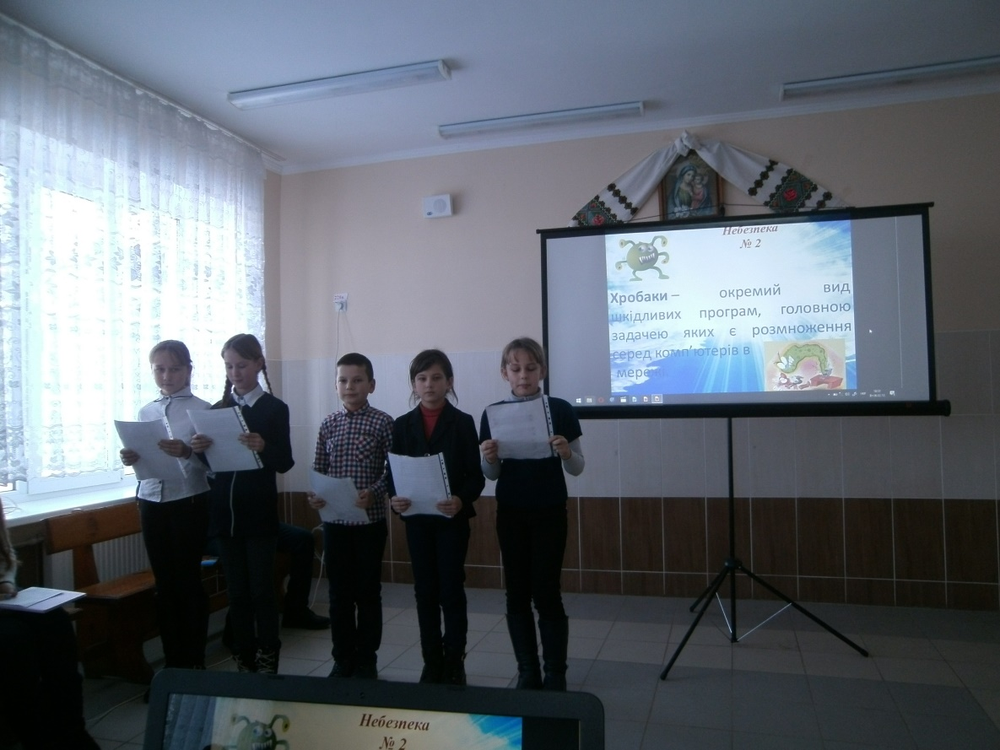 Небезпека
№ 2
Хробаки – окремий вид
шкідливих програм, головною
задачею яких є розмноження
серед комп’ютерів в
мережі.
Небезпека
№ 2